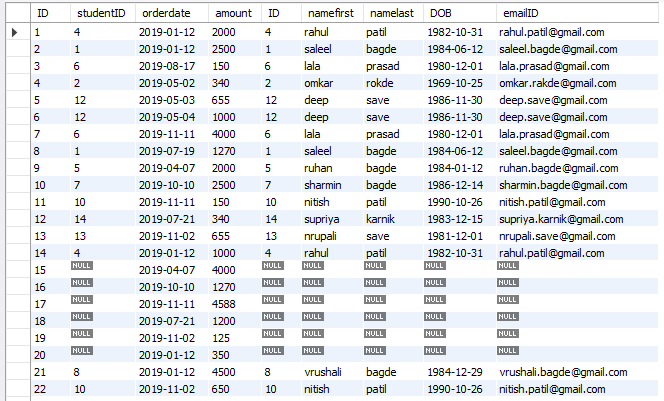 ID studentID orderdate amount ID namefirst namelast DOB emailID
1 4 2019-01-12 2000 4 rahul patil 1982-10-31 rahul.patil@gmail.com
2 1 2019-01-12 2500 1 saleel bagde 1984-06-12 saleel.bagde@gmail.com
3 6 2019-08-17 150 6 lala prasad 1980-12-01 lala.prasad@gmail.com
4 2 2019-05-02 340 2 omkar rokde 1969-10-25 omkar.rakde@gmail.com
5 12 2019-05-03 655 12 deep save 1986-11-30 deep.save@gmail.com
6 12 2019-05-04 1000 12 deep save 1986-11-30 deep.save@gmail.com
7 6 2019-11-11 4000 6 lala prasad 1980-12-01 lala.prasad@gmail.com
8 1 2019-07-19 1270 1 saleel bagde 1984-06-12 saleel.bagde@gmail.com
9 5 2019-04-07 2000 5 ruhan bagde 1984-01-12 ruhan.bagde@gmail.com
10 7 2019-10-10 2500 7 sharmin bagde 1986-12-14 sharmin.bagde@gmail.com
11 10 2019-11-11 150 10 nitish patil 1990-10-26 nitish.patil@gmail.com
12 14 2019-07-21 340 14 supriya karnik 1983-12-15 supriya.karnik@gmail.com
13 13 2019-11-02 655 13 nrupali save 1981-12-01 nrupali.save@gmail.com
14 4 2019-01-12 1000 4 rahul patil 1982-10-31 rahul.patil@gmail.com
15 NULL 2019-04-07 4000 NULL NULL NULL NULL NULL
16 NULL 2019-10-10 1270 NULL NULL NULL NULL NULL
17 NULL 2019-11-11 4588 NULL NULL NULL NULL NULL
18 NULL 2019-07-21 1200 NULL NULL NULL NULL NULL
19 NULL 2019-11-02 125 NULL NULL NULL NULL NULL
20 NULL 2019-01-12 350 NULL NULL NULL NULL NULL
21 8 2019-01-12 4500 8 vrushali bagde 1984-12-29 vrushali.bagde@gmail.com
22 10 2019-11-02 650 10 nitish patil 1990-10-26 nitish.patil@gmail.com